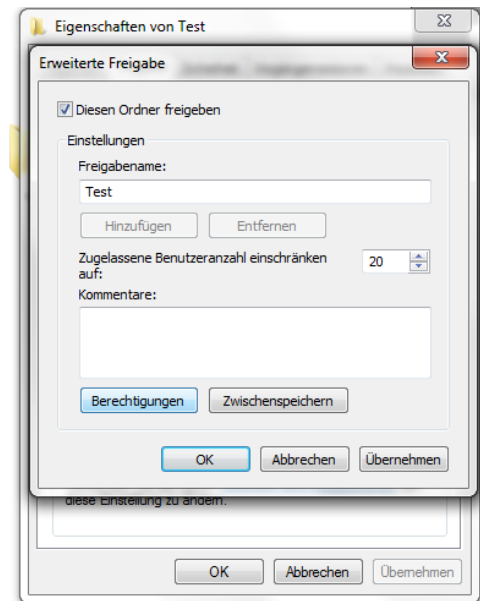 Eigenschaften von Test
Erweiterte Freigabe
Diesen Ordner freigeben
Einstellungen
Freigabename:
Test
Hinzufügen
Entfernen
Zugelassene Benutzeranzahl einschränken
auf:
20
Kommentare:
Berechtigungen
Zwischenspeichern
OK
Abbrechen
Übernehmen
diese Einstellung zu ändern.
OK
Abbrechen
Übernehmen